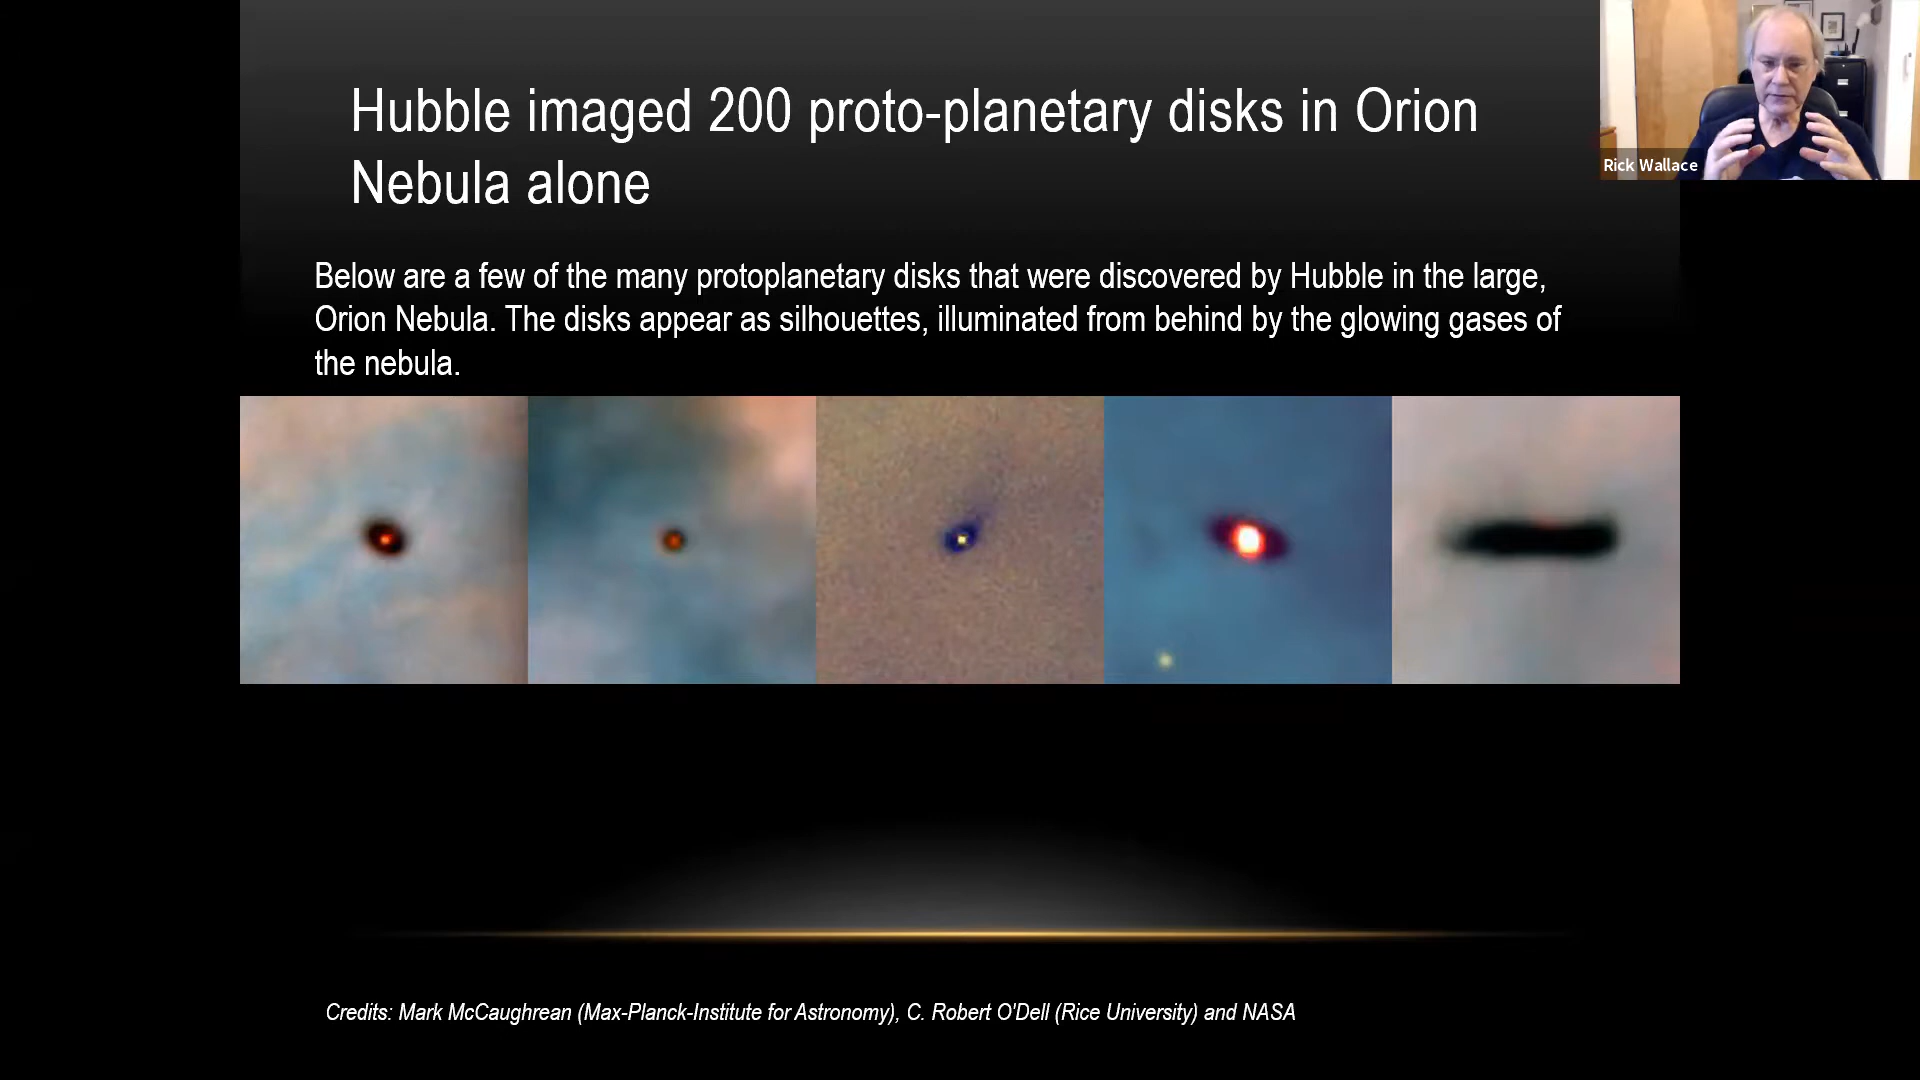 Hubble imaged 200 proto-planetary disks in Orion
Nebula alone
Rick Wallace
Below are a few of the many protoplanetary disks that were discovered by Hubble in the large,
Orion Nebula. The disks appear as silhouettes, illuminated from behind by the glowing gases of
the nebula.
Credits: Mark McCaughrean (Max-Planck-Institute for Astronomy), C. Robert O'Dell (Rice University) and NASA